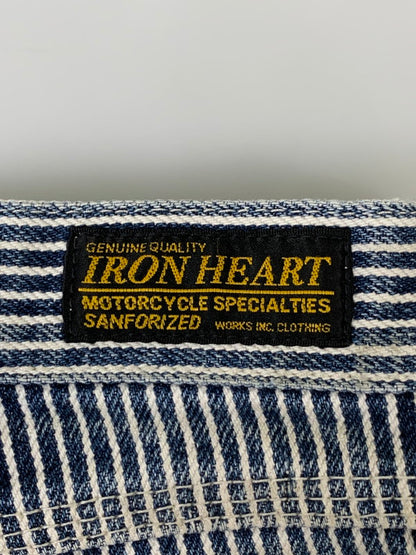 GENUINE QUALITY
IRON HEART
MOTORCYCLE SPECIALTIES
SANFORIZED WORKS INC. CLOTHING